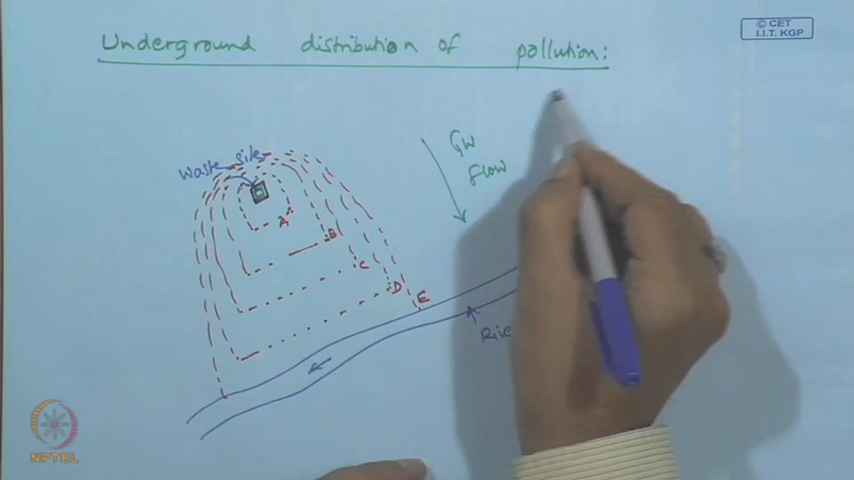 Underground distribution of pollution:
© CET
I.I.T. KGP
GW
flow
Waste site
A
B
C
D
E
NPTEL